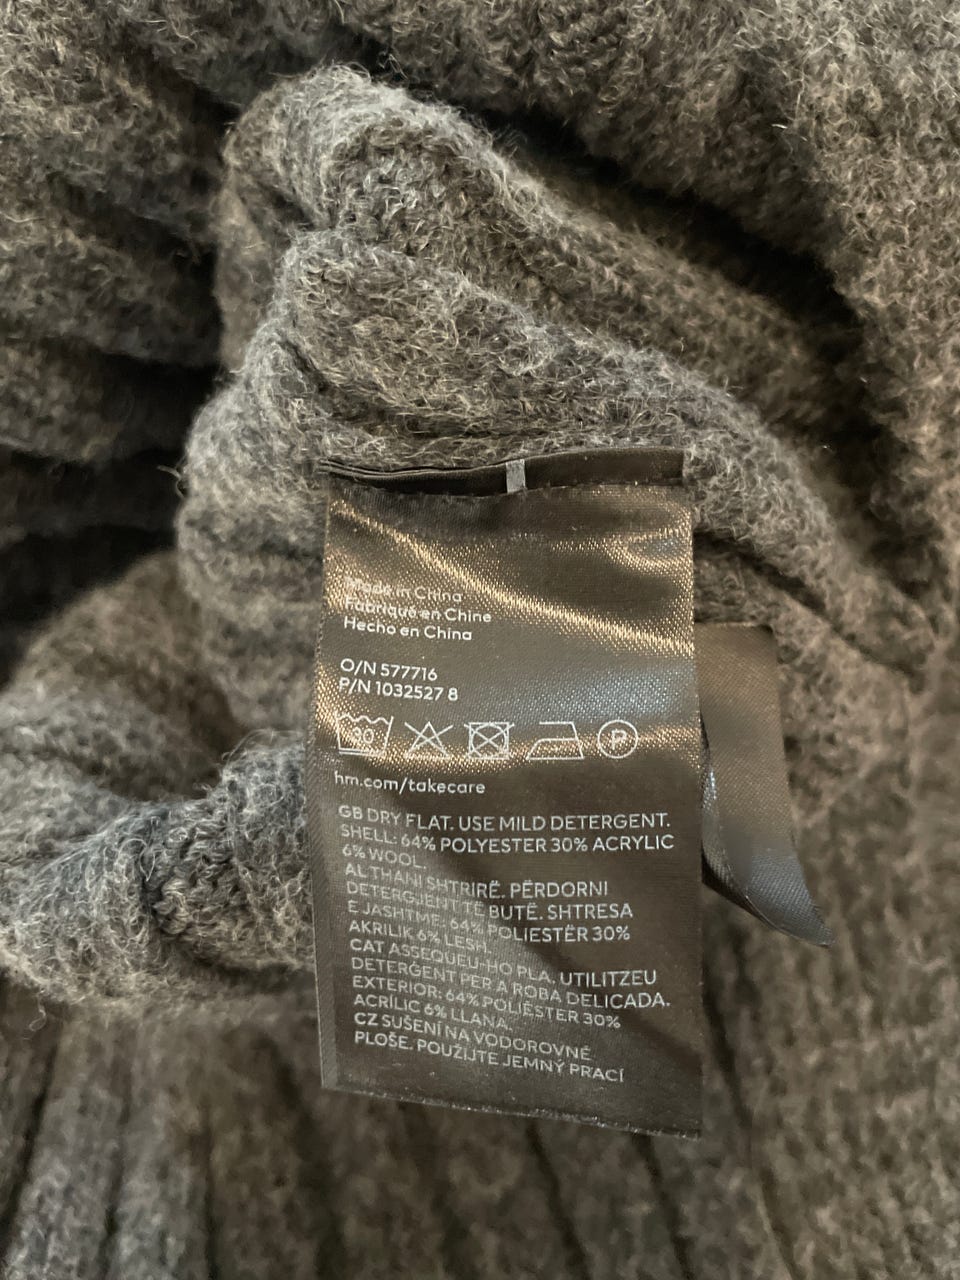 Made in China
Fabriqué en Chine
Hecho en China
O/N 577716
P/N 1032527 8
30 P
hm.com/takecare
GB DRY FLAT. USE MILD DETERGENT.
SHELL: 64% POLYESTER 30% ACRYLIC
6% WOOL.
AL THANI SHTRIRË. PËRDORNI
DETERGJENT TË BUTË. SHTRESA
E JASHTME: 64% POLIESTËR 30%
AKRILIK 6% LESH.
CAT ASSEQUEU-HO PLA. UTILITZEU
DETERGENT PER A ROBA DELICADA.
EXTERIOR: 64% POLIÈSTER 30%
ACRÍLIC 6% LLANA.
CZ SUŠENÍ NA VODOROVNÉ
PLOŠE. POUŽIJTE JEMNÝ PRACÍ